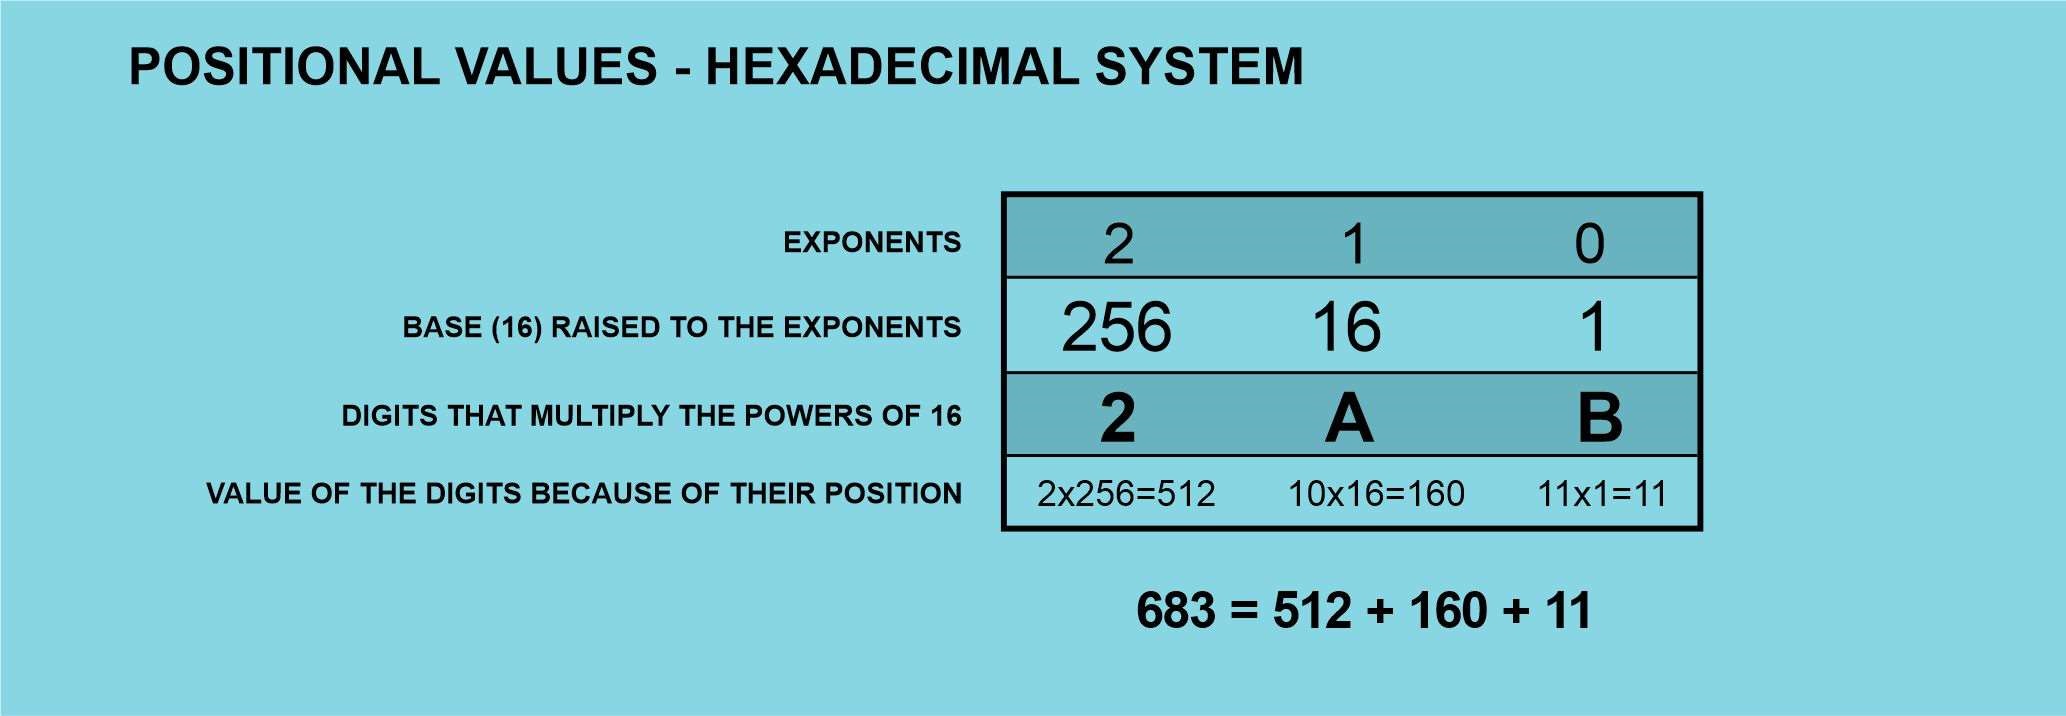 POSITIONAL VALUES - HEXADECIMAL SYSTEM
EXPONENTS 2 1 0
BASE (16) RAISED TO THE EXPONENTS 256 16 1
DIGITS THAT MULTIPLY THE POWERS OF 16 2 A B
VALUE OF THE DIGITS BECAUSE OF THEIR POSITION 2x256=512 10x16=160 11x1=11
683 = 512 + 160 + 11